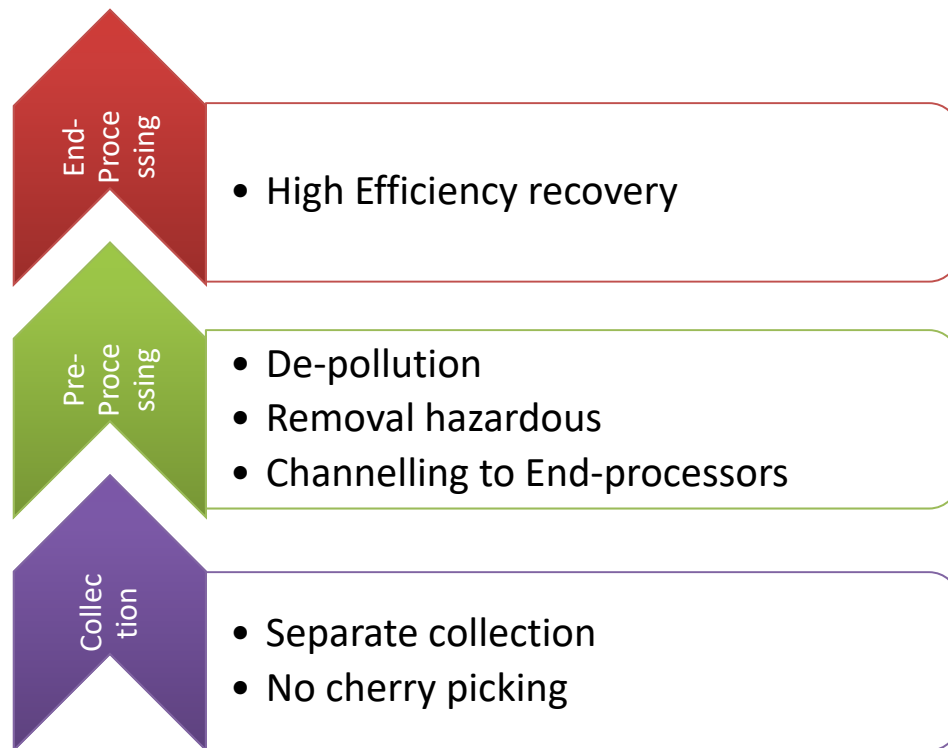 End-
Proce
ssing
• High Efficiency recovery
Pre-
Proce
ssing
• De-pollution
• Removal hazardous
• Channelling to End-processors
Collec
tion
• Separate collection
• No cherry picking